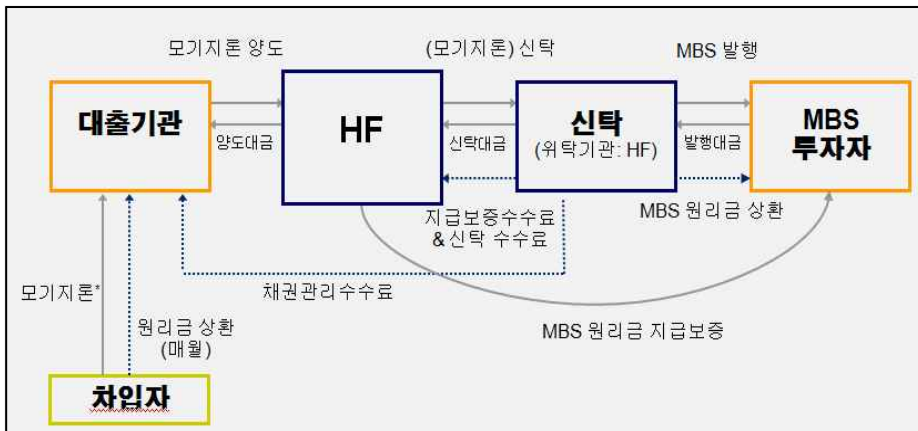 모기지론 양도
(모기지론) 신탁
MBS 발행
대출기관
HF
신탁
(위탁기관: HF)
MBS
투자자
양도대금
신탁대금
발행대금
지급보증수수료
& 신탁 수수료
MBS 원리금 상환
채권관리수수료
모기지론*
원리금 상환
(매월)
MBS 원리금 지급보증
차입자